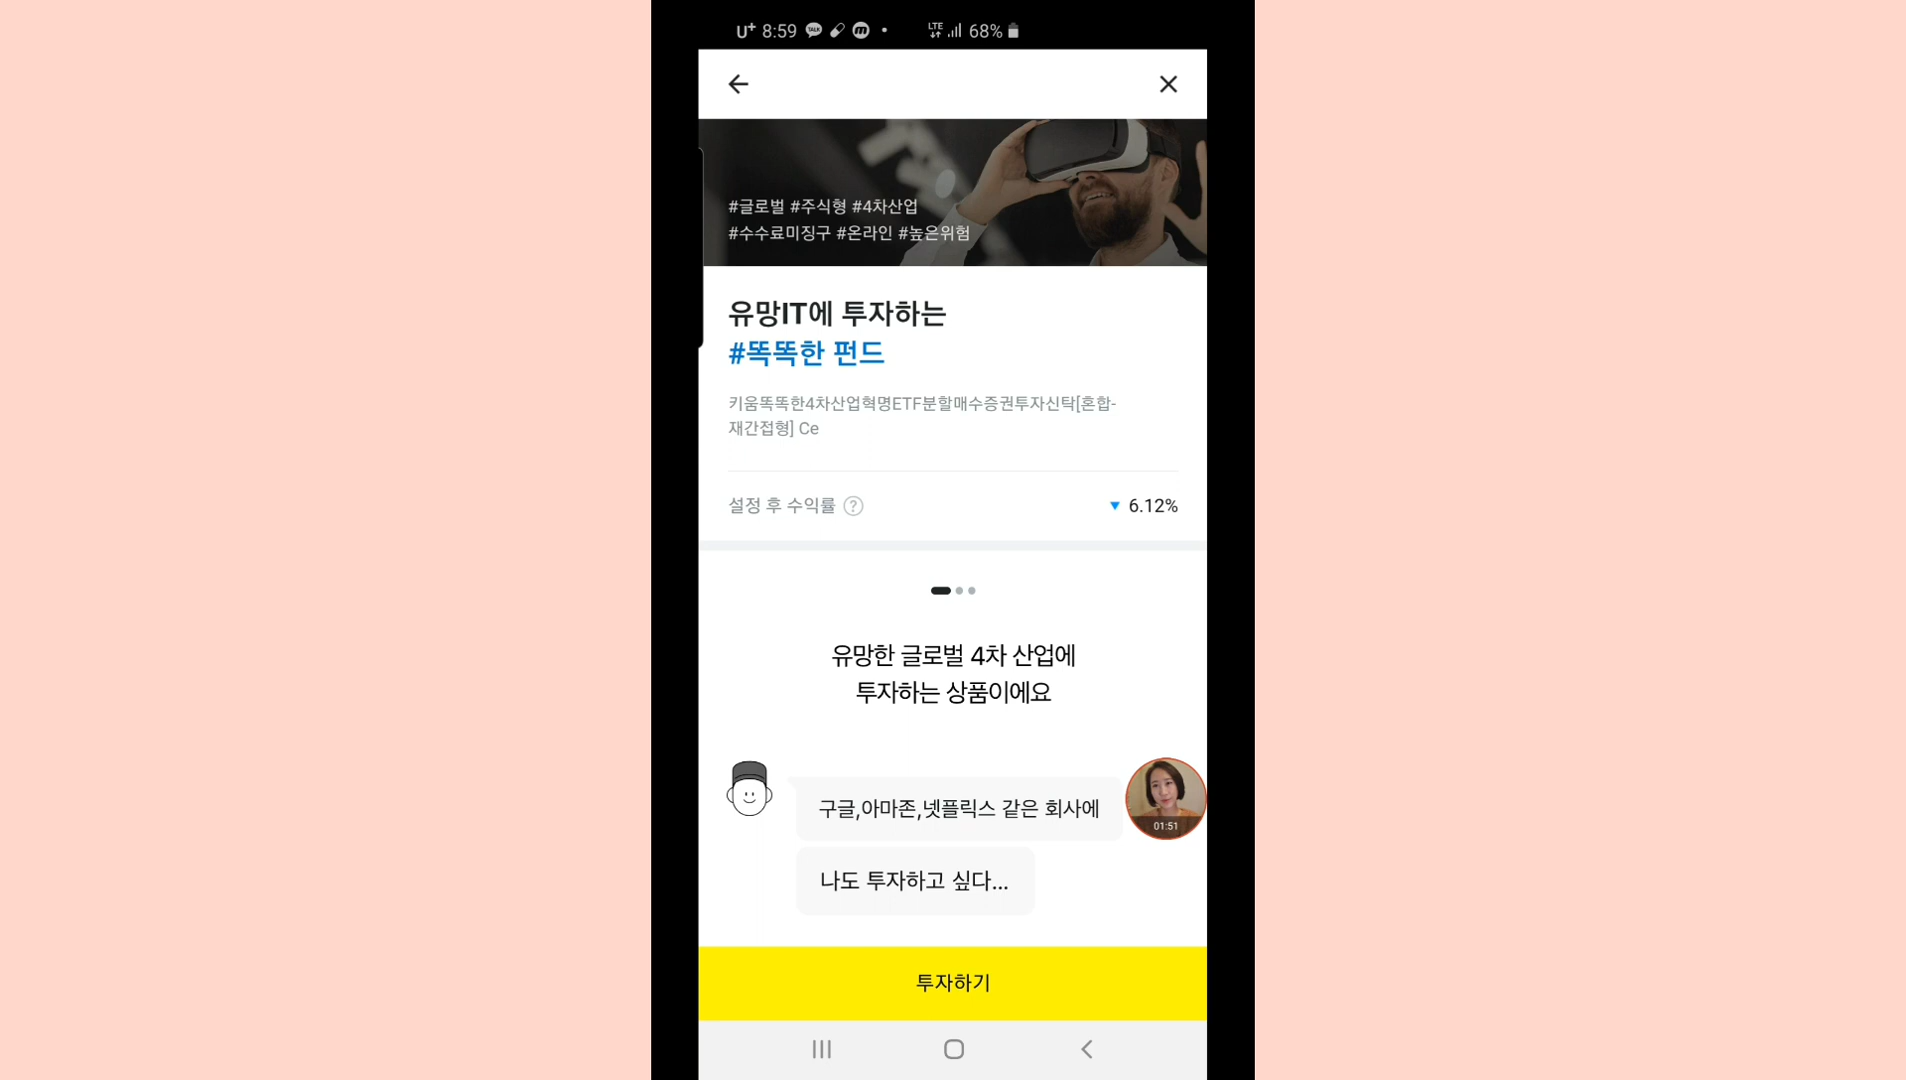 U+ 8:59 TALK m LTE 68%
#글로벌 #주식형 #4차산업
#수수료미징구 #온라인 #높은위험
유망IT에 투자하는
#똑똑한 펀드
키움똑똑한4차산업혁명ETF분할매수증권투자신탁[혼합-
재간접형] Ce
설정 후 수익률 ? ▼ 6.12%
유망한 글로벌 4차 산업에
투자하는 상품이에요
구글,아마존,넷플릭스 같은 회사에
01:51
나도 투자하고 싶다...
투자하기